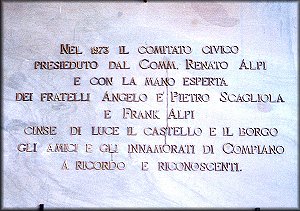 NEL 1973 IL COMITATO CIVICO
PRESIEDUTO DAL COMM. RENATO ALPI
E CON LA MANO ESPERTA
DEI FRATELLI ANGELO E PIETRO SCAGLIOLA
E FRANK ALPI
CINSE DI LUCE IL CASTELLO E IL BORGO
GLI AMICI E GLI INNAMORATI DI COMPIANO
A RICORDO E RICONOSCENTI.